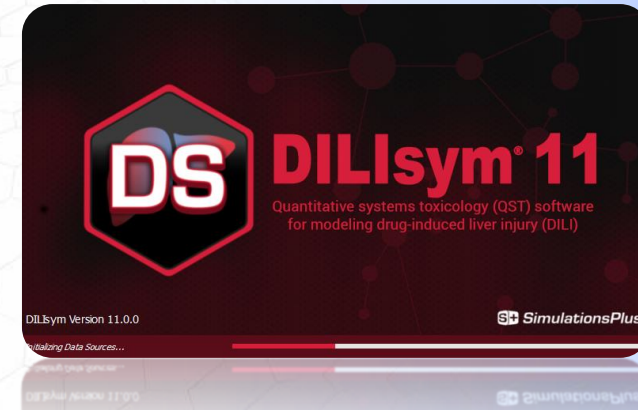 DS
DILIsym® 11
Quantitative systems toxicology (QST) software
for modeling drug-induced liver injury (DILI)
DILIsym Version 11.0.0
S+ SimulationsPlus
Initializing Data Sources...